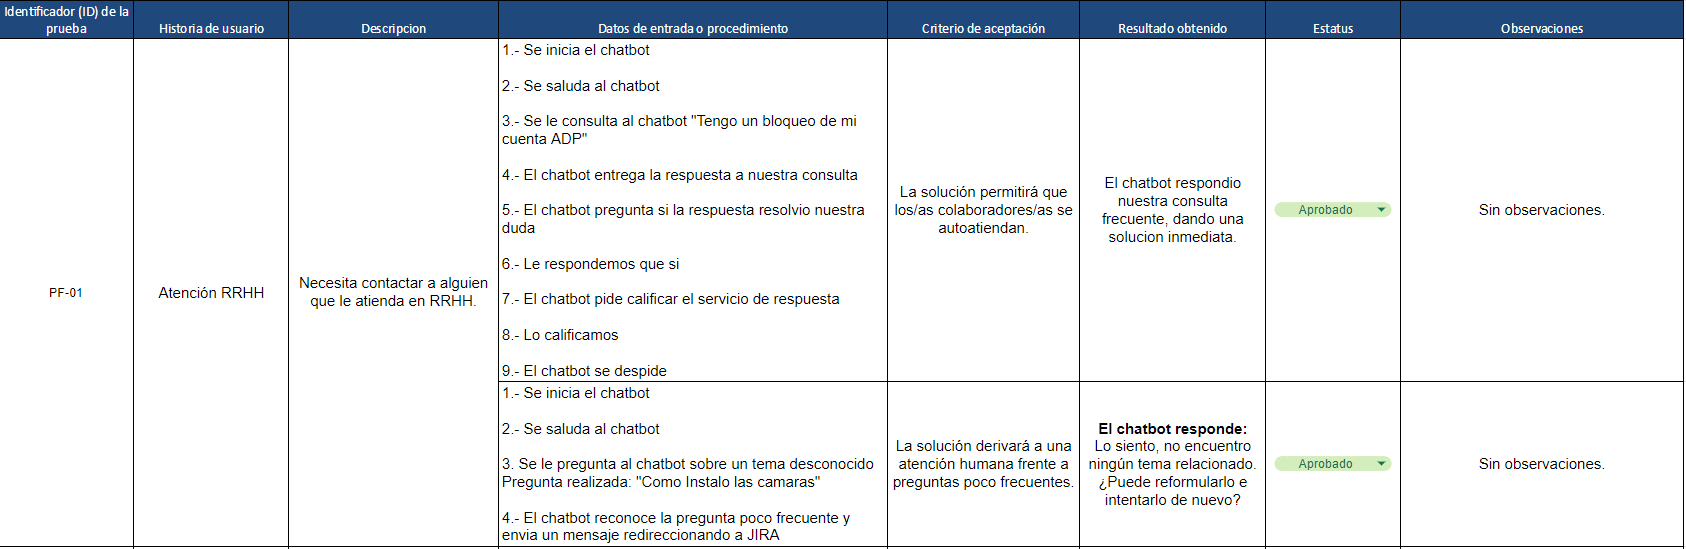 Identificador (ID) de la
prueba
Historia de usuario
Descripcion
Datos de entrada o procedimiento
Criterio de aceptación
Resultado obtenido
Estatus
Observaciones
PF-01
Atención RRHH
Necesita contactar a alguien
que le atienda en RRHH.
1.- Se inicia el chatbot
2.- Se saluda al chatbot
3.- Se le consulta al chatbot "Tengo un bloqueo de mi
cuenta ADP"
4.- El chatbot entrega la respuesta a nuestra consulta
5.- El chatbot pregunta si la respuesta resolvio nuestra
duda
6.- Le respondemos que si
7.- El chatbot pide calificar el servicio de respuesta
8.- Lo calificamos
9.- El chatbot se despide
La solución permitirá que
los/as colaboradores/as se
autoatiendan.
El chatbot respondio
nuestra consulta
frecuente, dando una
solucion inmediata.
Aprobado
Sin observaciones.
1.- Se inicia el chatbot
2.- Se saluda al chatbot
3. Se le pregunta al chatbot sobre un tema desconocido
Pregunta realizada: "Como Instalo las camaras"
4.- El chatbot reconoce la pregunta poco frecuente y
envia un mensaje redireccionando a JIRA
La solución derivará a una
atención humana frente a
preguntas poco frecuentes.
El chatbot responde:
Lo siento, no encuentro
ningún tema relacionado.
¿Puede reformularlo e
intentarlo de nuevo?
Aprobado
Sin observaciones.